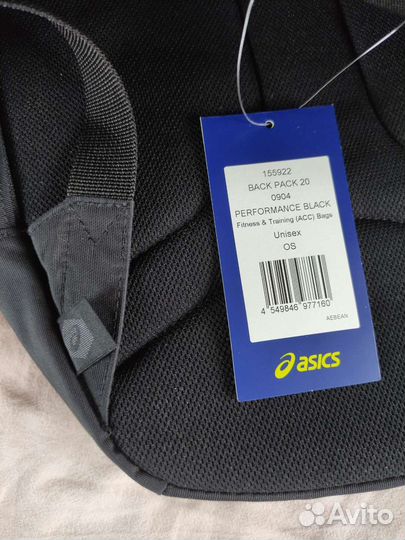 155922
BACK PACK 20
0904
PERFORMANCE BLACK
Fitness & Training (ACC) Bags
Unisex
OS
4 549846 977160
AEBEAN
asics
Avito